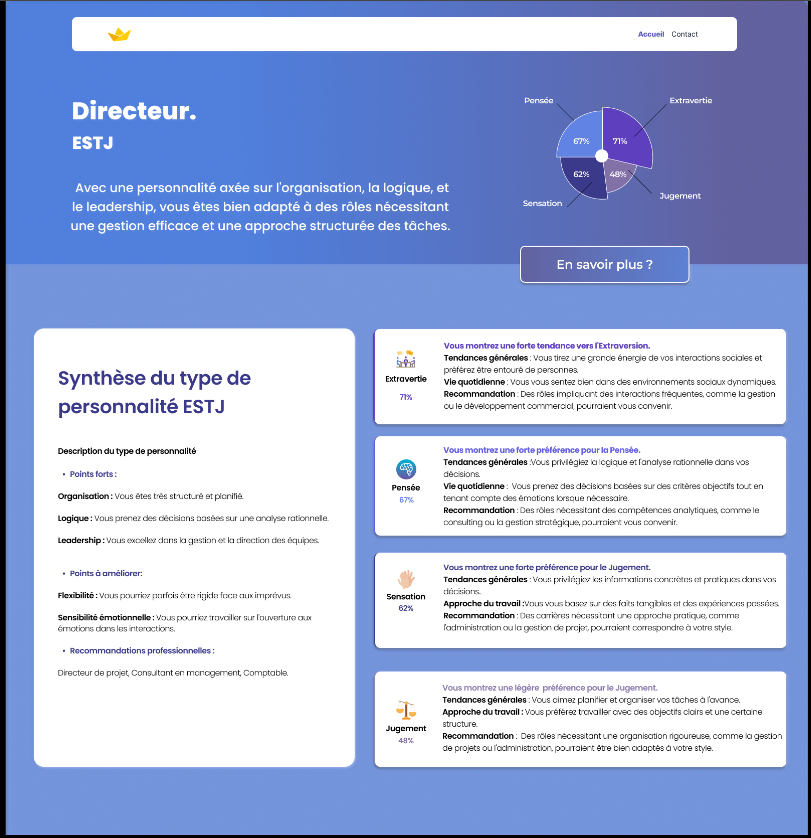 Accueil Contact
Directeur.
ESTJ
Avec une personnalité axée sur l'organisation, la logique, et
le leadership, vous êtes bien adapté à des rôles nécessitant
une gestion efficace et une approche structurée des tâches.
Pensée
Extravertie
67%
71%
62%
48%
Sensation
Jugement
En savoir plus ?
Synthèse du type de
personnalité ESTJ
Description du type de personnalité
• Points forts :
Organisation : Vous êtes très structuré et planifié.
Logique : Vous prenez des décisions basées sur une analyse rationnelle.
Leadership : Vous excellez dans la gestion et la direction des équipes.
• Points à améliorer:
Flexibilité : Vous pourriez parfois être rigide face aux imprévus.
Sensibilité émotionnelle : Vous pourriez travailler sur l'ouverture aux
émotions dans les interactions.
• Recommandations professionnelles :
Directeur de projet, Consultant en management, Comptable.
Extravertie
71%
Vous montrez une forte tendance vers l'Extraversion.
Tendances générales : Vous tirez une grande énergie de vos interactions sociales et
préférez être entouré de personnes.
Vie quotidienne : Vous vous sentez bien dans des environnements sociaux dynamiques.
Recommandation : Des rôles impliquant des interactions fréquentes, comme la gestion
ou le développement commercial, pourraient vous convenir.
Pensée
67%
Vous montrez une forte préférence pour la Pensée.
Tendances générales :Vous privilégiez la logique et l'analyse rationnelle dans vos
décisions.
Vie quotidienne : Vous prenez des décisions basées sur des critères objectifs tout en
tenant compte des émotions lorsque nécessaire.
Recommandation : Des rôles nécessitant des compétences analytiques, comme le
consulting ou la gestion stratégique, pourraient vous convenir.
Sensation
62%
Vous montrez une forte préférence pour le Jugement.
Tendances générales : Vous privilégiez les informations concrètes et pratiques dans vos
décisions.
Approche du travail :Vous vous basez sur des faits tangibles et des expériences passées.
Recommandation : Des carrières nécessitant une approche pratique, comme
l'administration ou la gestion de projet, pourraient correspondre à votre style.
Jugement
48%
Vous montrez une légère préférence pour le Jugement.
Tendances générales : Vous aimez planifier et organiser vos tâches à l'avance.
Approche du travail : Vous préférez travailler avec des objectifs clairs et une certaine
structure.
Recommandation : Des rôles nécessitant une organisation rigoureuse, comme la gestion
de projets ou l'administration, pourraient être bien adaptés à votre style.